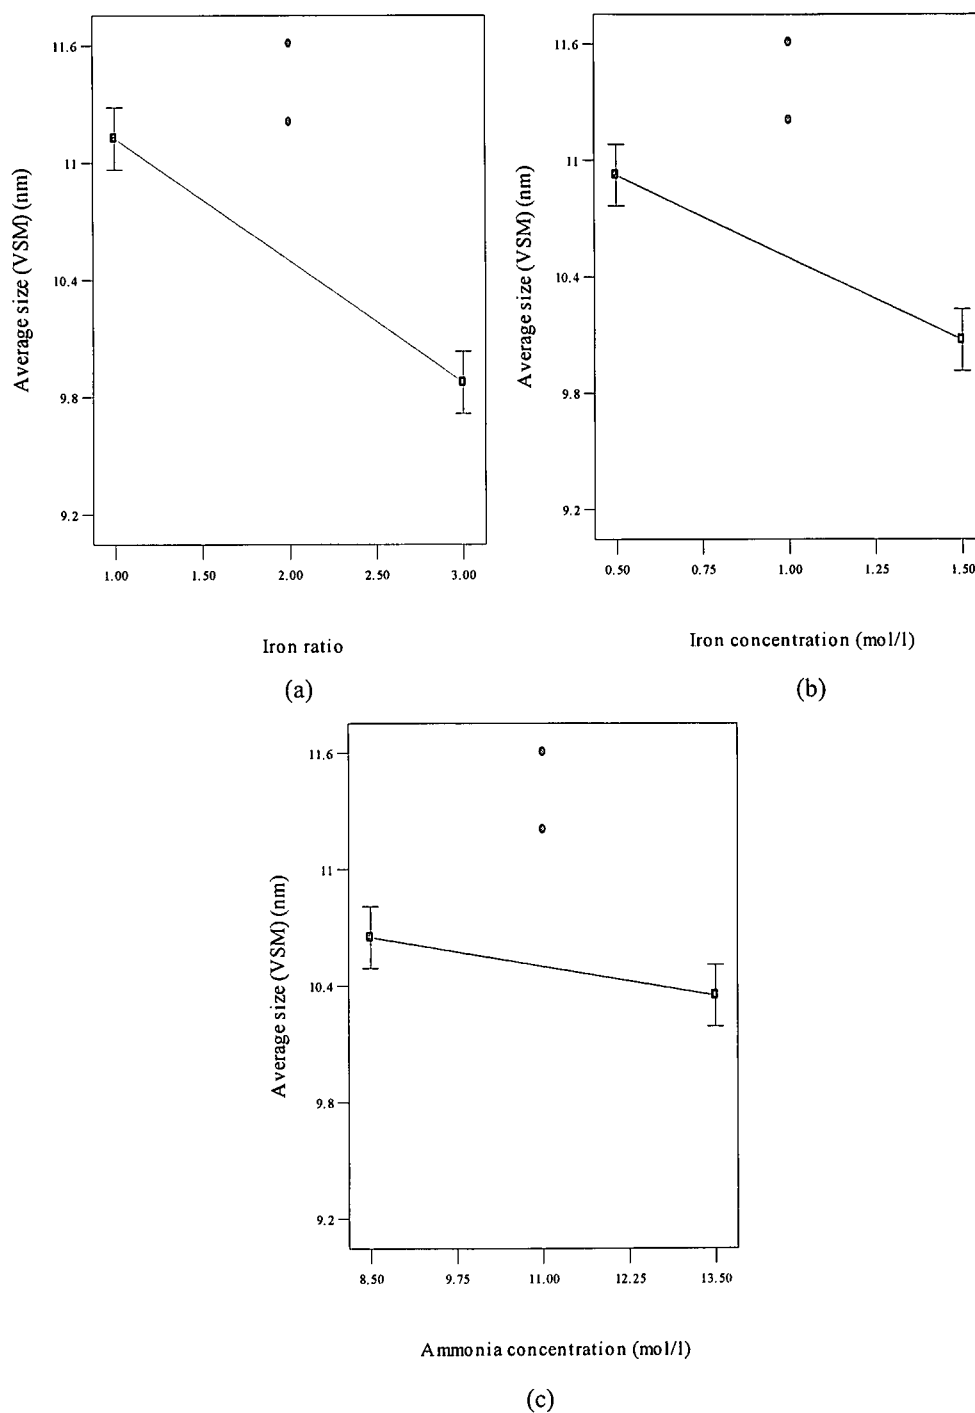 11.6
11
10.4
9.8
9.2
Average size (VSM) (nm)
1.00 1.50 2.00 2.50 3.00
Iron ratio
(a)
11.6
11
10.4
9.8
9.2
Average size (VSM) (nm)
0.50 0.75 1.00 1.25 1.50
Iron concentration (mol/l)
(b)
11.6
11
10.4
9.8
9.2
Average size (VSM) (nm)
8.50 9.75 11.00 12.25 13.50
Ammonia concentration (mol/l)
(c)